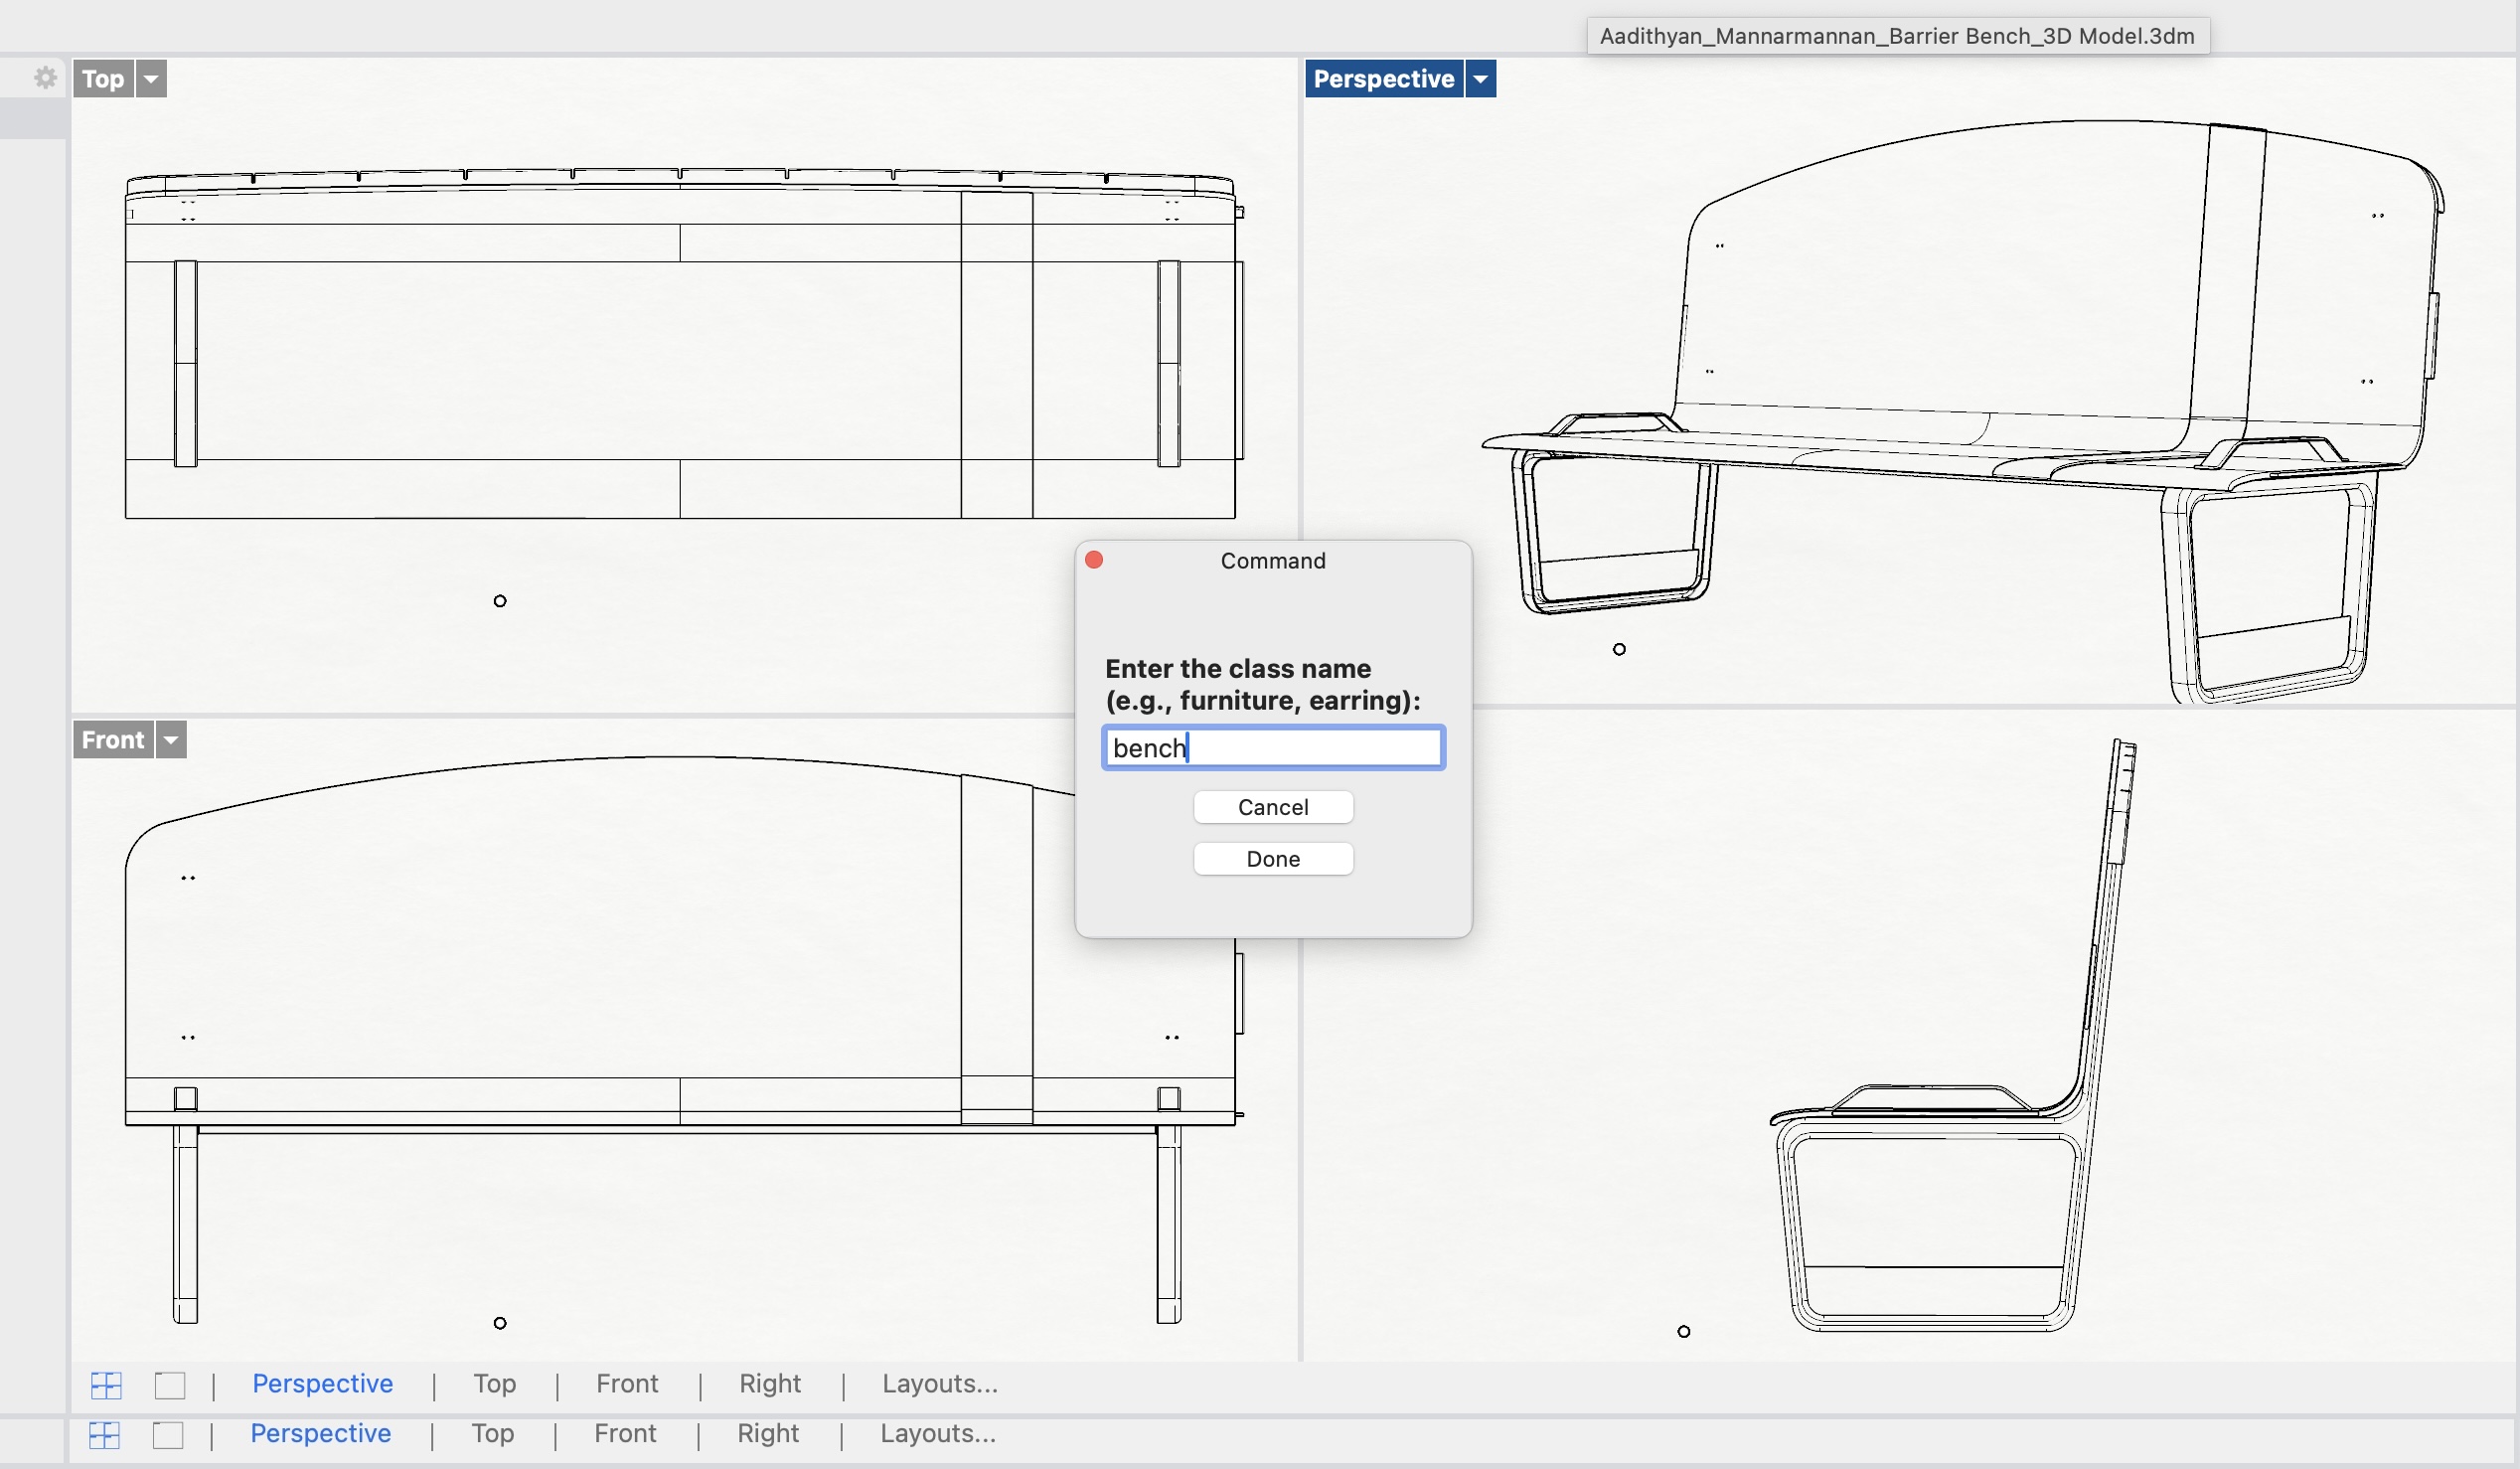 Aadithyan_Mannarmannan_Barrier Bench_3D Model.3dm
Top
Perspective
Command
Enter the class name
(e.g., furniture, earring):
bench
Cancel
Done
Front
Perspective | Top | Front | Right | Layouts...
Perspective | Top | Front | Right | Layouts...